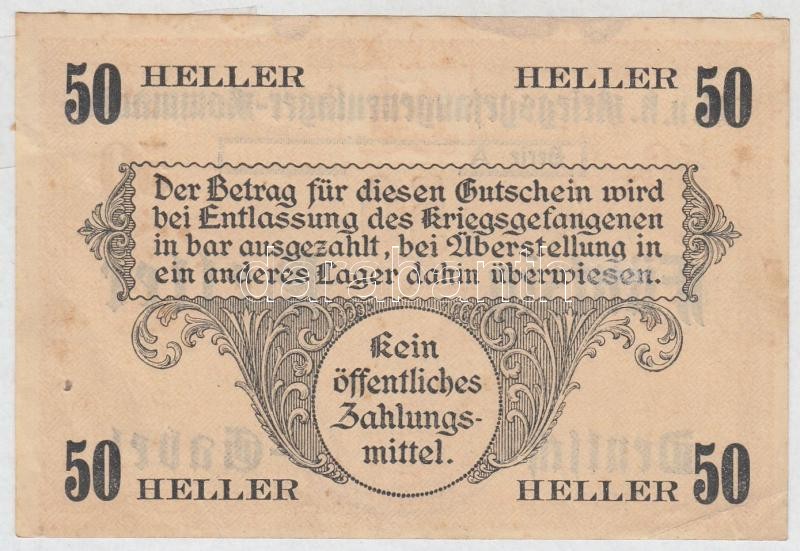 50 HELLER HELLER 50
Der Betrag für diesen Gutschein wird
bei Entlassung des Kriegsgefangenen
in bar ausgezahlt, bei Überstellung in
ein anderes Lager dahin überwiesen.
darabanth
Kein
öffentliches
Zahlungs-
mittel.
50 HELLER HELLER 50